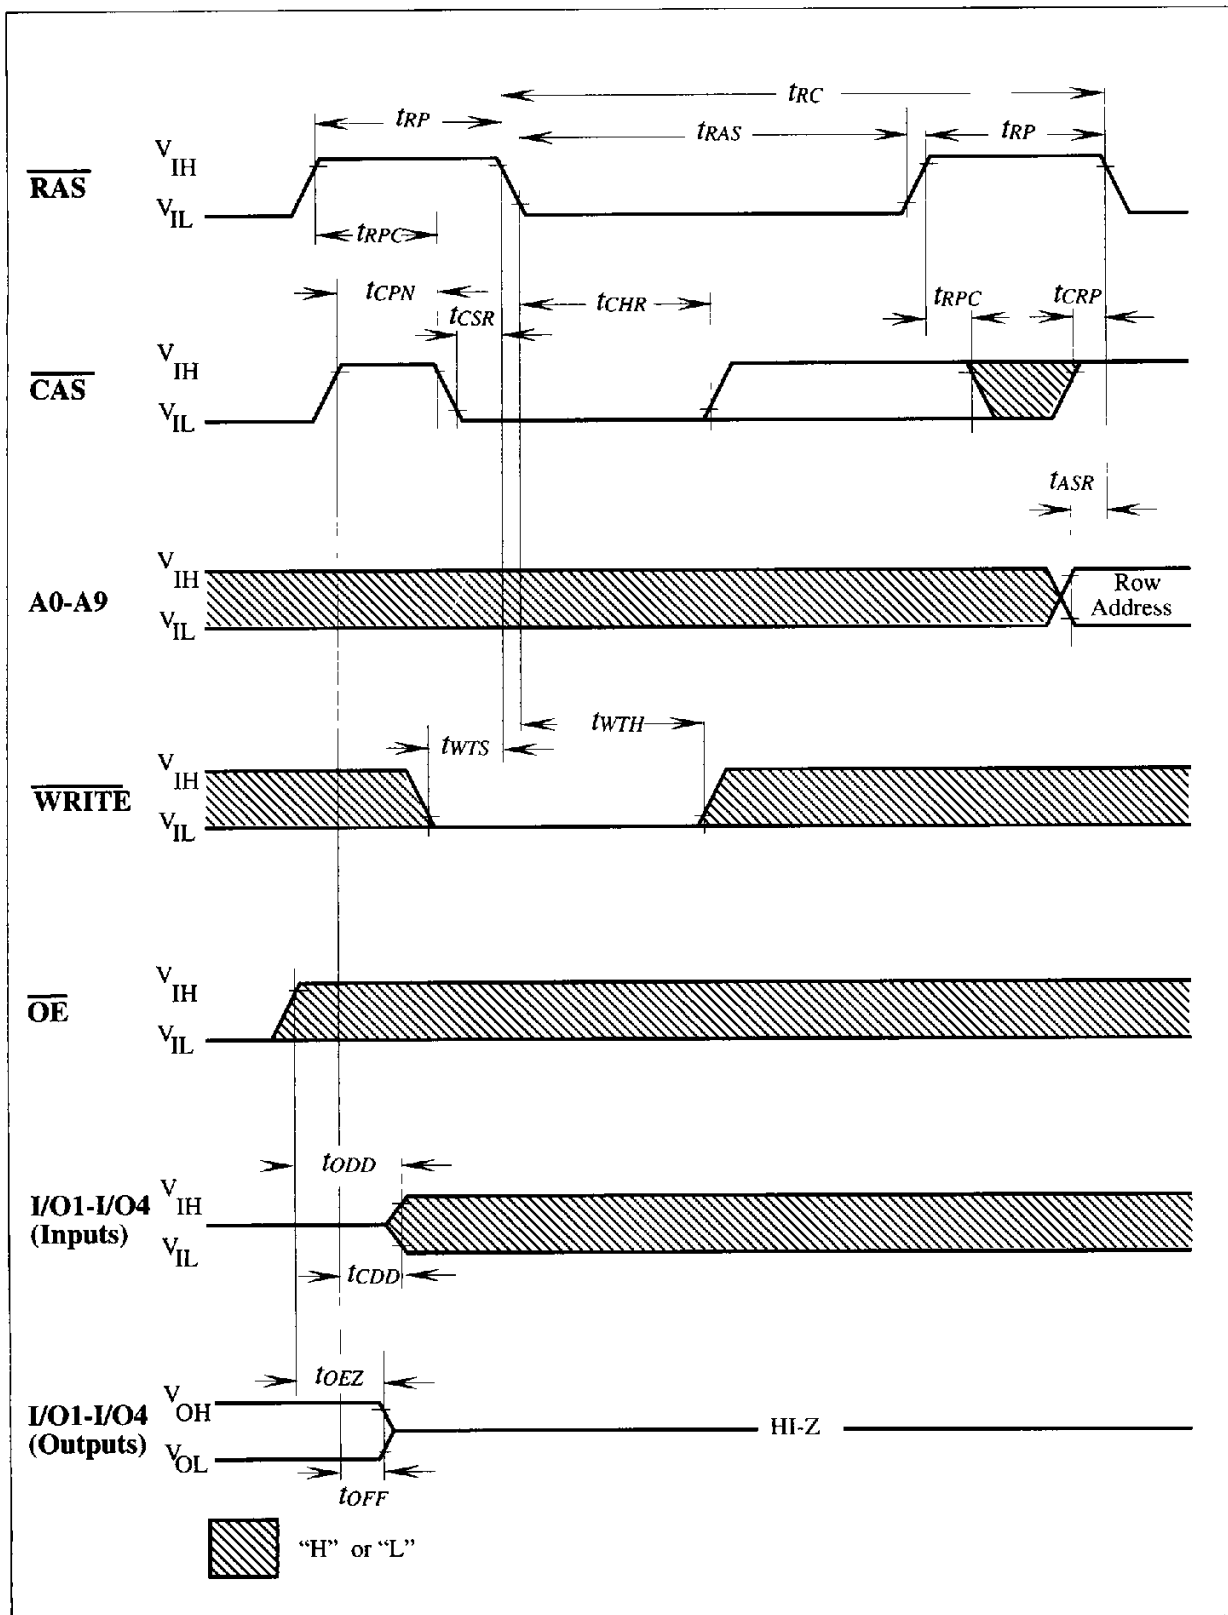 tRC
tRP
tRAS
tRP
RAS
VIH
VIL
tRPC
tCPN
tCSR
tCHR
tRPC
tCRP
CAS
VIH
VIL
tASR
A0-A9
VIH
VIL
Row
Address
tWTS
tWTH
WRITE
VIH
VIL
OE
VIH
VIL
tODD
I/O1-I/O4
(Inputs)
VIH
VIL
tCDD
tOEZ
I/O1-I/O4
(Outputs)
VOH
VOL
HI-Z
tOFF
“H” or “L”